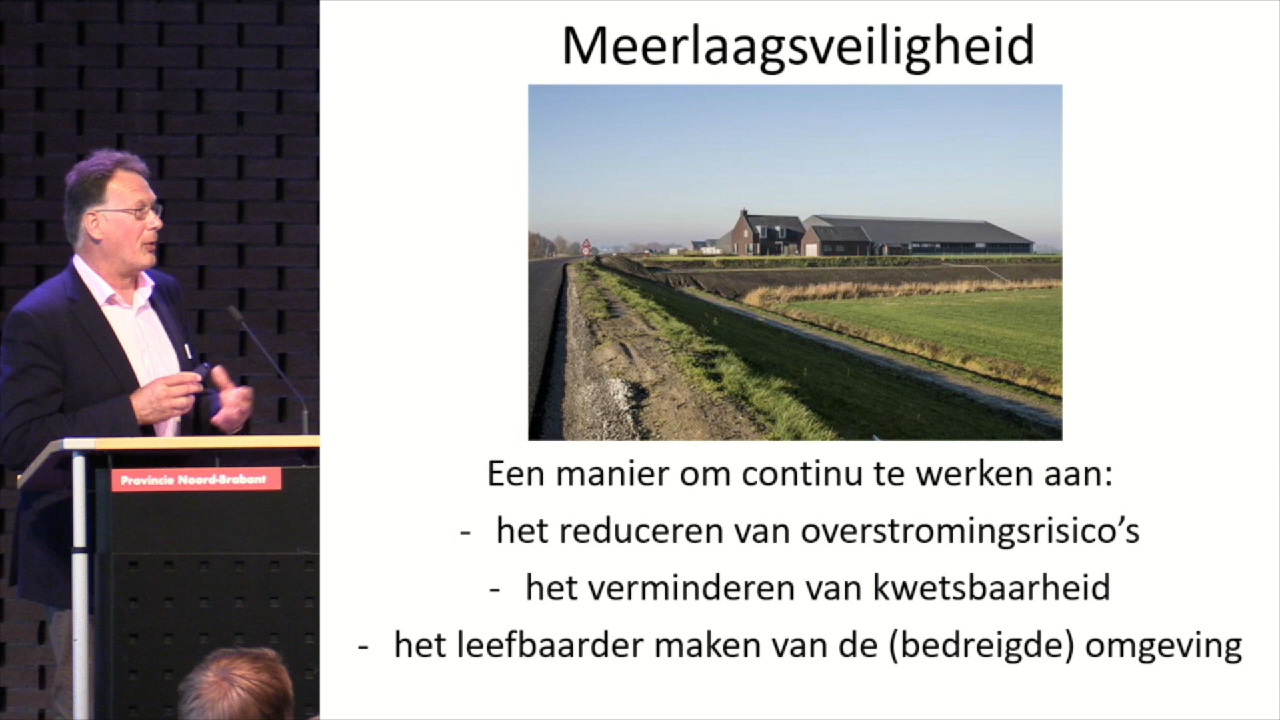 Meerlaagsveiligheid
Een manier om continu te werken aan:
- het reduceren van overstromingsrisico’s
- het verminderen van kwetsbaarheid
- het leefbaarder maken van de (bedreigde) omgeving
Provincie Noord-Brabant